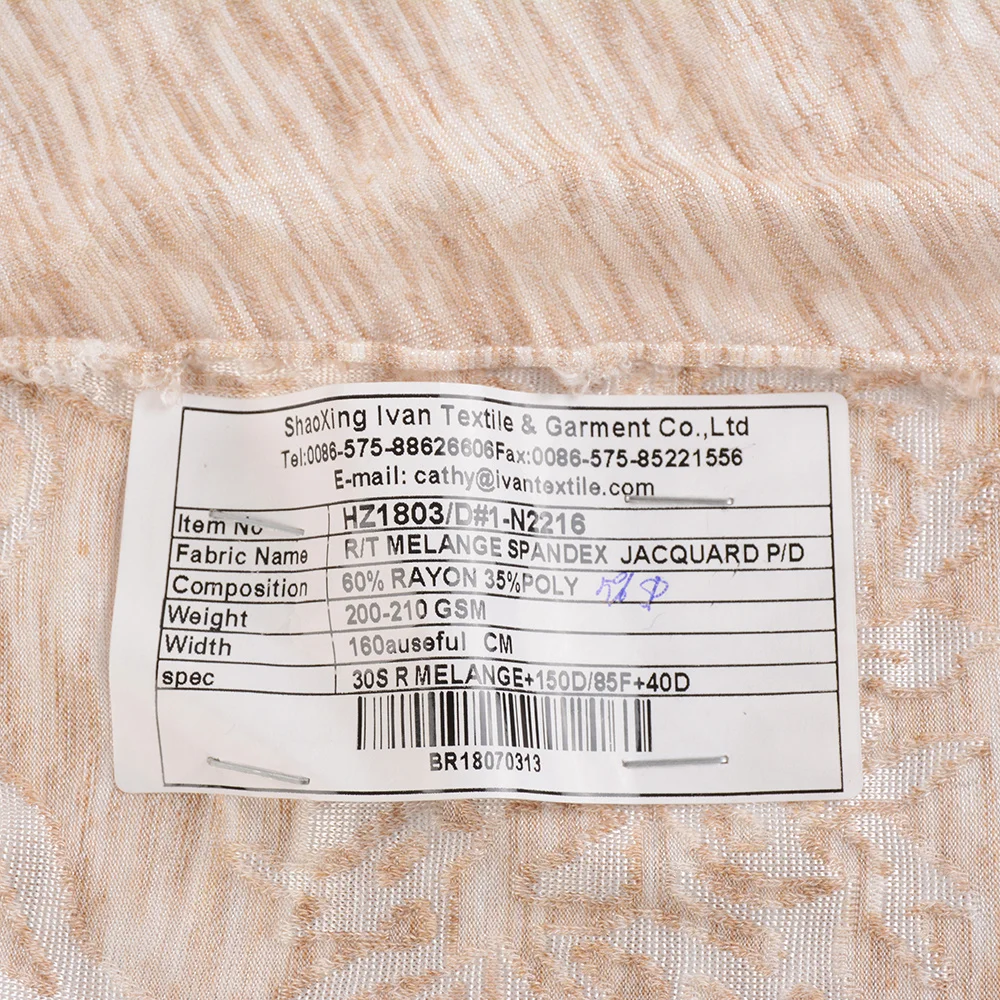 ShaoXing Ivan Textile & Garment Co.,Ltd
Tel:0086-575-88626606Fax:0086-575-85221556
E-mail: cathy@ivantextile.com
Item No HZ1803/D#1-N2216
Fabric Name R/T MELANGE SPANDEX JACQUARD P/D
Composition 60% RAYON 35%POLY 5%
Weight 200-210 GSM
Width 160auseful CM
spec 30S R MELANGE+150D/85F+40D
BR18070313